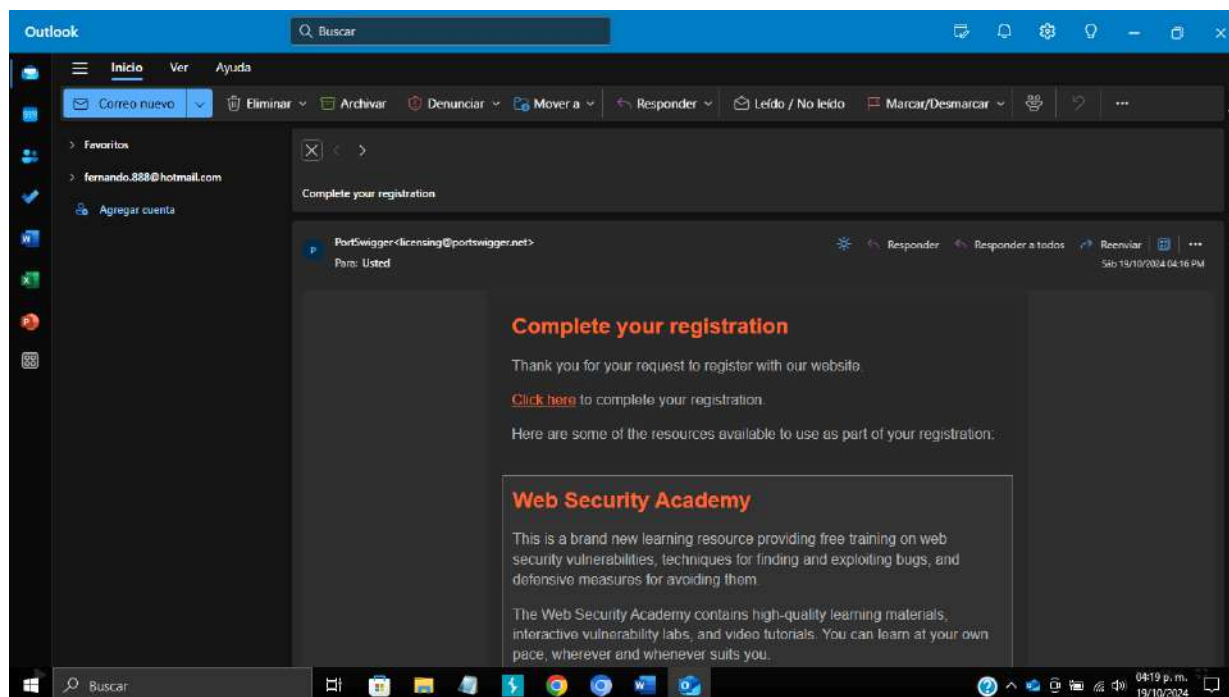 Outlook
Buscar
Inicio Ver Ayuda
Correo nuevo Eliminar Archivar Denunciar Mover a Responder Leído / No leído Marcar/Desmarcar ...
Favoritos
fernando.888@hotmail.com
Agregar cuenta
Complete your registration
P
PortSwigger<licensing@portswigger.net>
Para: Usted
Responder Responder a todos Reenviar ...
Sáb 19/10/2024 04:16 PM
Complete your registration
Thank you for your request to register with our website.
Click here to complete your registration.
Here are some of the resources available to use as part of your registration:
Web Security Academy
This is a brand new learning resource providing free training on web
security vulnerabilities, techniques for finding and exploiting bugs, and
defensive measures for avoiding them.
The Web Security Academy contains high-quality learning materials,
interactive vulnerability labs, and video tutorials. You can learn at your own
pace, wherever and whenever suits you.
Buscar
04:19 p. m.
19/10/2024